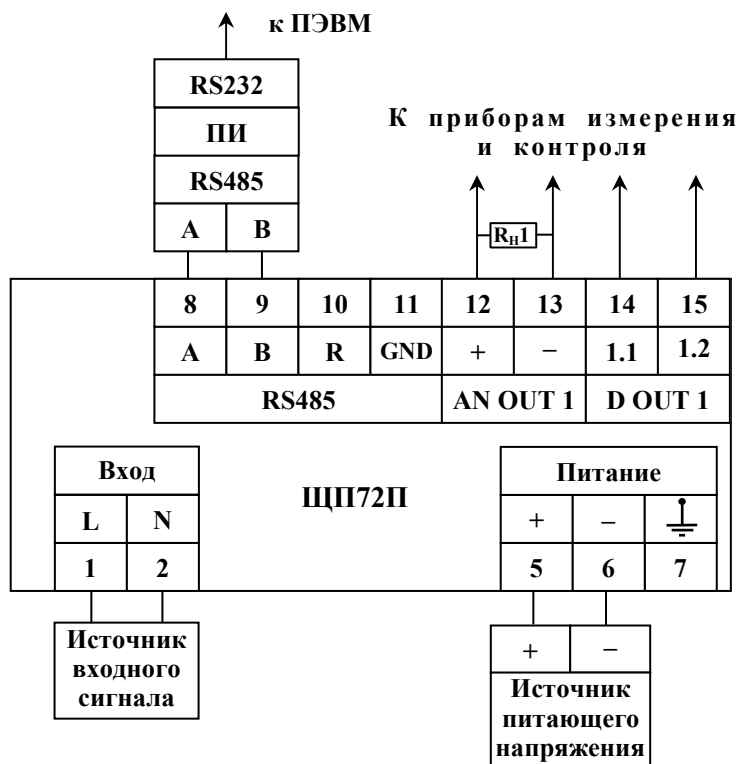 к ПЭВМ
RS232
ПИ
RS485
A B
К приборам измерения
и контроля
Rн1
8 9 10 11 12 13 14 15
A B R GND + − 1.1 1.2
RS485 AN OUT 1 D OUT 1
Вход
L N
1 2
ЩП72П
Питание
+ −
5 6 7
Источник
входного
сигнала
+ −
Источник
питающего
напряжения